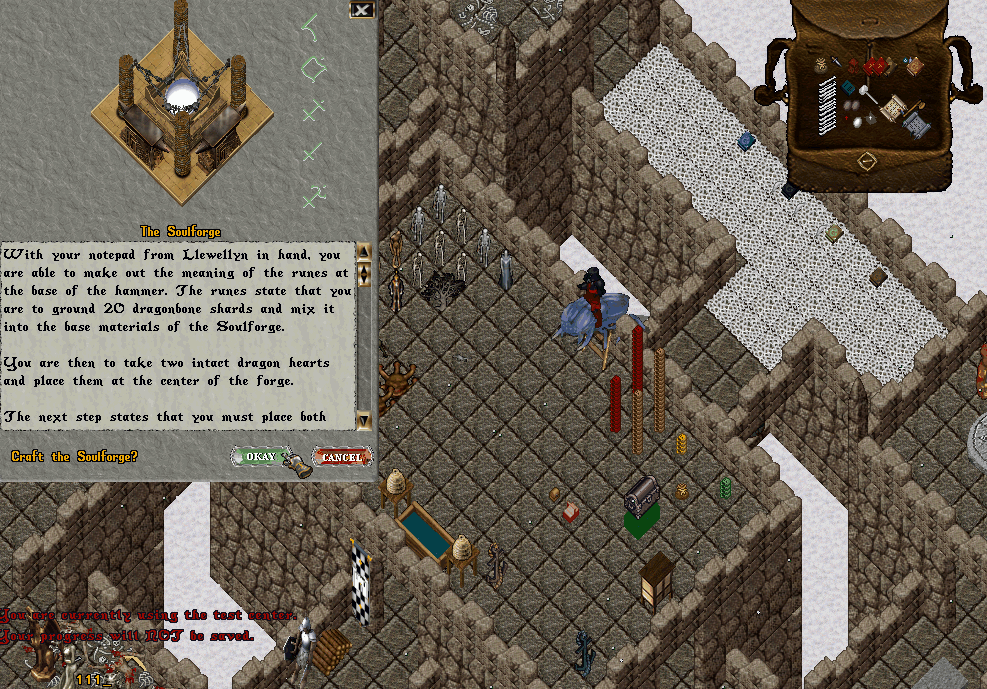 The Soulforge
With your notepad from Llewellyn in hand, you
are able to make out the meaning of the runes at
the base of the hammer. The runes state that you
are to ground 20 dragonbone shards and mix it
into the base materials of the Soulforge.
You are then to take two intact dragon hearts
and place them at the center of the forge.
The next step states that you must place both
Craft the Soulforge?
OKAY
CANCEL
You are currently using the test center.
Your progress will NOT be saved.
111_